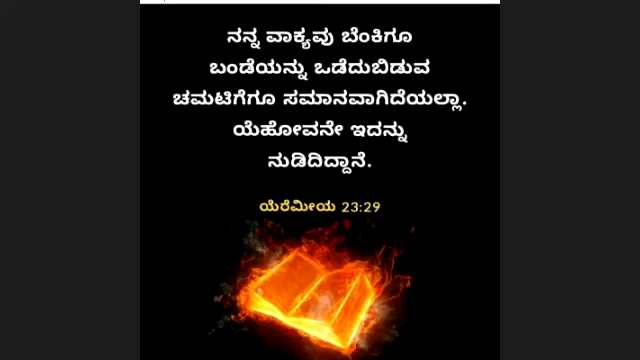 ನನ್ನ ವಾಕ್ಯವು ಬೆಂಕಿಗೂ
ಬಂಡೆಯನ್ನು ಒಡೆದುಬಿಡುವ
ಚಮಟಿಗೆಗೂ ಸಮಾನವಾಗಿದೆಯಲ್ಲಾ.
ಯೆಹೋವನೇ ಇದನ್ನು
ನುಡಿದಿದ್ದಾನೆ.
ಯೆರೆಮೀಯ 23:29